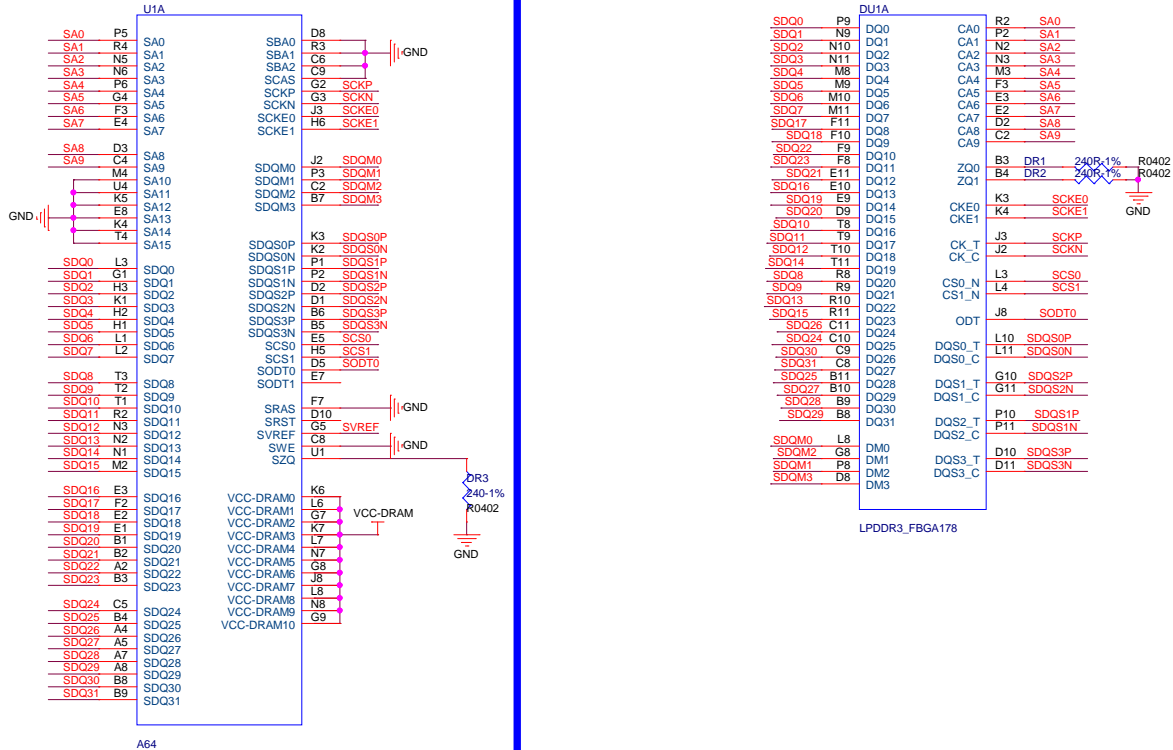 U1A
SA0 P5 SA0 SBA0 D8
SA1 R4 SA1 SBA1 R3
SA2 N5 SA2 SBA2 C6 GND
SA3 N6 SA3 SCAS C9
SA4 P6 SA4 SCKP G2 SCKP
SA5 G4 SA5 SCKN G3 SCKN
SA6 F3 SA6 SCKE0 J3 SCKE0
SA7 E4 SA7 SCKE1 H6 SCKE1
SA8 D3 SA8
SA9 C4 SA9 SDQM0 J2 SDQM0
M4 SA10 SDQM1 P3 SDQM1
U4 SA11 SDQM2 C2 SDQM2
K5 SA12 SDQM3 B7 SDQM3
GND E8 SA13
K4 SA14
T4 SA15 SDQS0P K3 SDQS0P
SDQS0N K2 SDQS0N
SDQ0 L3 SDQ0 SDQS1P P1 SDQS1P
SDQ1 G1 SDQ1 SDQS1N P2 SDQS1N
SDQ2 H3 SDQ2 SDQS2P D2 SDQS2P
SDQ3 K1 SDQ3 SDQS2N D1 SDQS2N
SDQ4 H2 SDQ4 SDQS3P B6 SDQS3P
SDQ5 H1 SDQ5 SDQS3N B5 SDQS3N
SDQ6 L1 SDQ6 SCS0 E5 SCS0
SDQ7 L2 SDQ7 SCS1 H5 SCS1
SODT0 D5 SODT0
SDQ8 T3 SDQ8 SODT1 E7
SDQ9 T2 SDQ9
SDQ10 T1 SDQ10 SRAS F7 GND
SDQ11 R2 SDQ11 SRST D10
SDQ12 N3 SDQ12 SVREF G5 SVREF
SDQ13 N2 SDQ13 SWE C8 GND
SDQ14 N1 SDQ14 SZQ U1
SDQ15 M2 SDQ15
DR3
240-1%
R0402
GND
SDQ16 E3 SDQ16 VCC-DRAM0 K6
SDQ17 F2 SDQ17 VCC-DRAM1 L6
SDQ18 E2 SDQ18 VCC-DRAM2 G7 VCC-DRAM
SDQ19 E1 SDQ19 VCC-DRAM3 K7
SDQ20 B1 SDQ20 VCC-DRAM4 L7
SDQ21 B2 SDQ21 VCC-DRAM5 N7
SDQ22 A2 SDQ22 VCC-DRAM6 G8
SDQ23 B3 SDQ23 VCC-DRAM7 J8
VCC-DRAM8 L8
SDQ24 C5 SDQ24 VCC-DRAM9 N8
SDQ25 B4 SDQ25 VCC-DRAM10 G9
SDQ26 A4 SDQ26
SDQ27 A5 SDQ27
SDQ28 A7 SDQ28
SDQ29 A8 SDQ29
SDQ30 B8 SDQ30
SDQ31 B9 SDQ31
A64
DU1A
SDQ0 P9 DQ0 CA0 R2 SA0
SDQ1 N9 DQ1 CA1 P2 SA1
SDQ2 N10 DQ2 CA2 N2 SA2
SDQ3 N11 DQ3 CA3 N3 SA3
SDQ4 M8 DQ4 CA4 M3 SA4
SDQ5 M9 DQ5 CA5 F3 SA5
SDQ6 M10 DQ6 CA6 E3 SA6
SDQ7 M11 DQ7 CA7 E2 SA7
SDQ17 F11 DQ8 CA8 D2 SA8
SDQ18 F10 DQ9 CA9 C2 SA9
SDQ22 F9 DQ10
SDQ23 F8 DQ11 ZQ0 B3 DR1 240R-1% R0402
SDQ21 E11 DQ12 ZQ1 B4 DR2 240R-1% R0402
SDQ16 E10 DQ13
SDQ19 E9 DQ14 CKE0 K3 SCKE0 GND
SDQ20 D9 DQ15 CKE1 K4 SCKE1
SDQ10 T8 DQ16
SDQ11 T9 DQ17 CK_T J3 SCKP
SDQ12 T10 DQ18 CK_C J2 SCKN
SDQ14 T11 DQ19
SDQ8 R8 DQ20 CS0_N L3 SCS0
SDQ9 R9 DQ21 CS1_N L4 SCS1
SDQ13 R10 DQ22
SDQ15 R11 DQ23 ODT J8 SODT0
SDQ26 C11 DQ24
SDQ24 C10 DQ25 DQS0_T L10 SDQS0P
SDQ30 C9 DQ26 DQS0_C L11 SDQS0N
SDQ31 C8 DQ27
SDQ25 B11 DQ28 DQS1_T G10 SDQS2P
SDQ27 B10 DQ29 DQS1_C G11 SDQS2N
SDQ28 B9 DQ30
SDQ29 B8 DQ31 DQS2_T P10 SDQS1P
DQS2_C P11 SDQS1N
SDQM0 L8 DM0
SDQM2 G8 DM1 DQS3_T D10 SDQS3P
SDQM1 P8 DM2 DQS3_C D11 SDQS3N
SDQM3 D8 DM3
LPDDR3_FBGA178